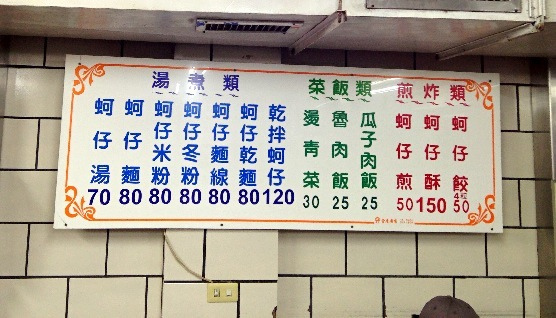 湯煮類
蚵仔湯 70
蚵仔麵 80
蚵仔米粉 80
蚵仔冬粉 80
蚵仔麵線 80
蚵仔乾麵 80
乾拌蚵仔 120
菜飯類
燙青菜 30
魯肉飯 25
瓜子肉飯 25
煎炸類
蚵仔煎 50
蚵仔酥 150
蚵仔餃 4粒 50